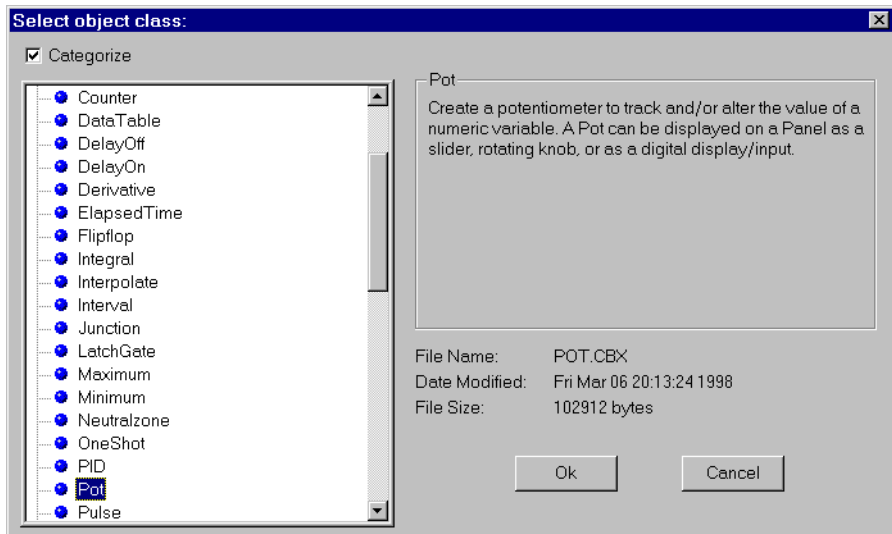 Select object class:
Categorize
Counter
DataTable
DelayOff
DelayOn
Derivative
ElapsedTime
Flipflop
Integral
Interpolate
Interval
Junction
LatchGate
Maximum
Minimum
Neutralzone
OneShot
PID
Pot
Pulse
Pot
Create a potentiometer to track and/or alter the value of a
numeric variable. A Pot can be displayed on a Panel as a
slider, rotating knob, or as a digital display/input.
File Name: POT.CBX
Date Modified: Fri Mar 06 20:13:24 1998
File Size: 102912 bytes
Ok Cancel